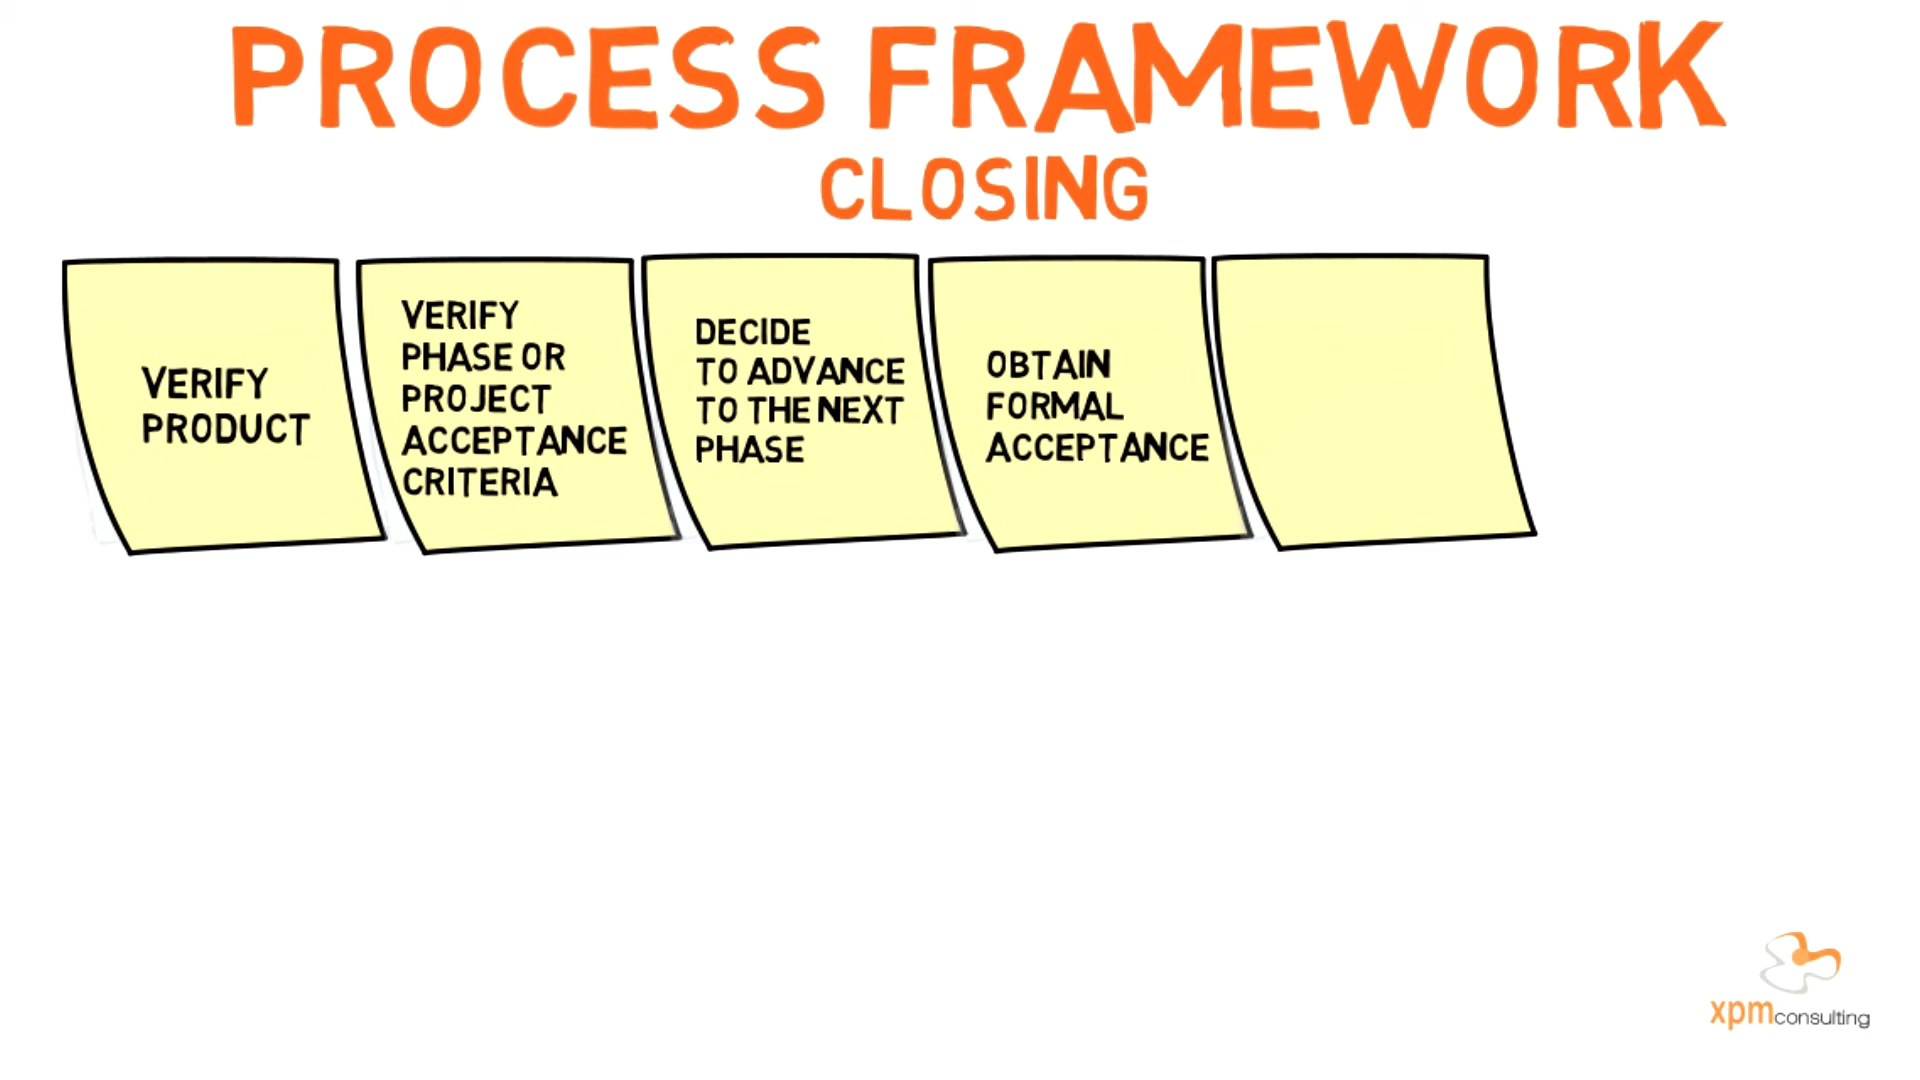 PROCESS FRAMEWORK
CLOSING
VERIFY
PRODUCT
VERIFY
PHASE OR
PROJECT
ACCEPTANCE
CRITERIA
DECIDE
TO ADVANCE
TO THE NEXT
PHASE
OBTAIN
FORMAL
ACCEPTANCE
xpmconsulting